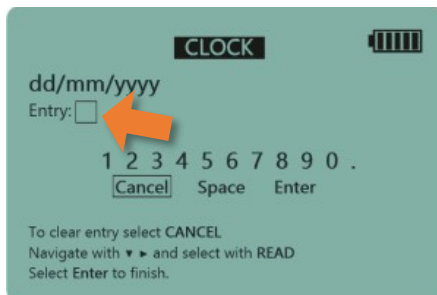 CLOCK
dd/mm/yyyy
Entry:
1 2 3 4 5 6 7 8 9 0 .
Cancel Space Enter
To clear entry select CANCEL
Navigate with ▼ ► and select with READ
Select Enter to finish.